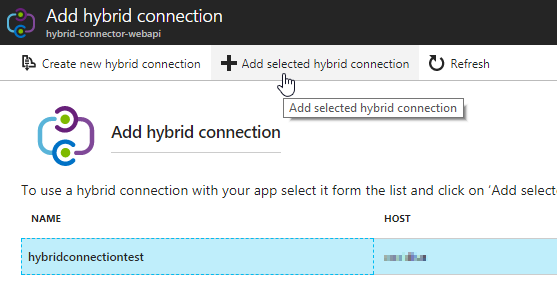 Add hybrid connection
hybrid-connector-webapi
Create new hybrid connection Add selected hybrid connection Refresh
Add selected hybrid connection
Add hybrid connection
To use a hybrid connection with your app select it form the list and click on 'Add select
NAME HOST
hybridconnectiontest